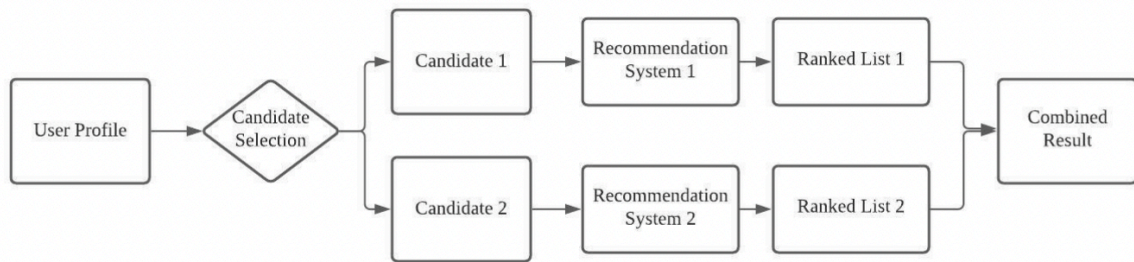 User Profile
Candidate
Selection
Candidate 1
Recommendation
System 1
Ranked List 1
Candidate 2
Recommendation
System 2
Ranked List 2
Combined
Result